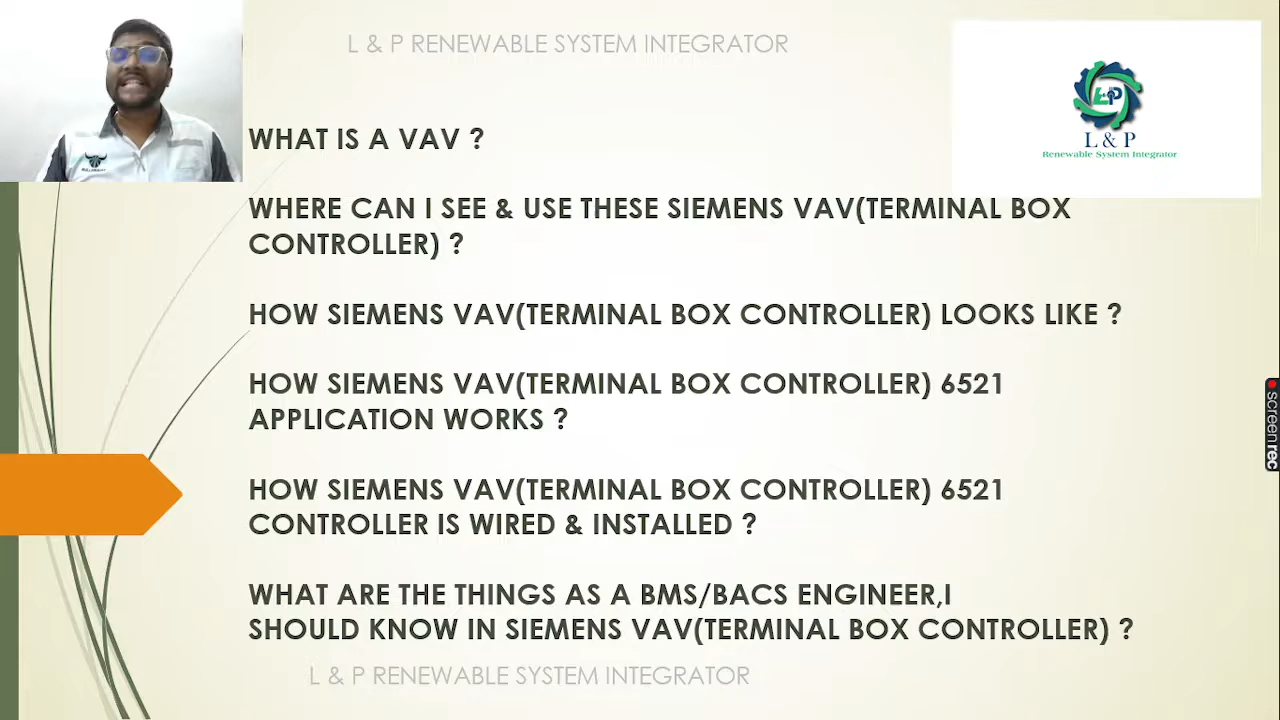 L & P RENEWABLE SYSTEM INTEGRATOR
L&P
L & P
Renewable System Integrator
WHAT IS A VAV ?
WHERE CAN I SEE & USE THESE SIEMENS VAV(TERMINAL BOX
CONTROLLER) ?
HOW SIEMENS VAV(TERMINAL BOX CONTROLLER) LOOKS LIKE ?
HOW SIEMENS VAV(TERMINAL BOX CONTROLLER) 6521
APPLICATION WORKS ?
HOW SIEMENS VAV(TERMINAL BOX CONTROLLER) 6521
CONTROLLER IS WIRED & INSTALLED ?
WHAT ARE THE THINGS AS A BMS/BACS ENGINEER,I
SHOULD KNOW IN SIEMENS VAV(TERMINAL BOX CONTROLLER) ?
L & P RENEWABLE SYSTEM INTEGRATOR
screenrec